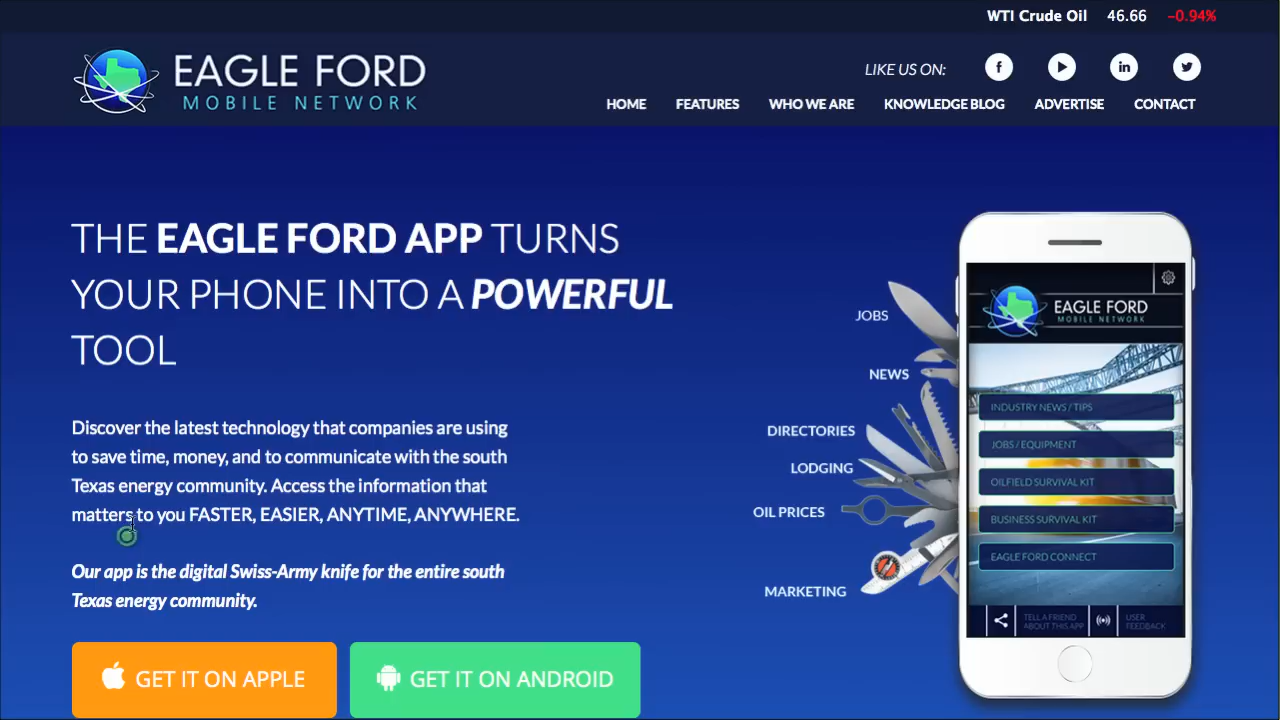 WTI Crude Oil 46.66 −0.94%
EAGLE FORD
MOBILE NETWORK
LIKE US ON:
HOME FEATURES WHO WE ARE KNOWLEDGE BLOG ADVERTISE CONTACT
THE EAGLE FORD APP TURNS
YOUR PHONE INTO A POWERFUL
TOOL
Discover the latest technology that companies are using
to save time, money, and to communicate with the south
Texas energy community. Access the information that
matters to you FASTER, EASIER, ANYTIME, ANYWHERE.
Our app is the digital Swiss-Army knife for the entire south
Texas energy community.
GET IT ON APPLE
GET IT ON ANDROID
JOBS
NEWS
DIRECTORIES
LODGING
OIL PRICES
MARKETING
EAGLE FORD
MOBILE NETWORK
INDUSTRY NEWS / TIPS
JOBS / EQUIPMENT
OILFIELD SURVIVAL KIT
BUSINESS SURVIVAL KIT
EAGLE FORD CONNECT
TELL A FRIEND
ABOUT THIS APP
USER
FEEDBACK